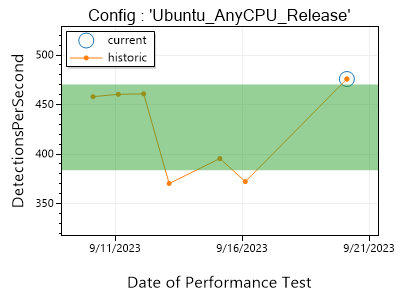 Config : 'Ubuntu_AnyCPU_Release'
current
historic
DetectionsPerSecond
500
450
400
350
9/11/2023
9/16/2023
9/21/2023
Date of Performance Test